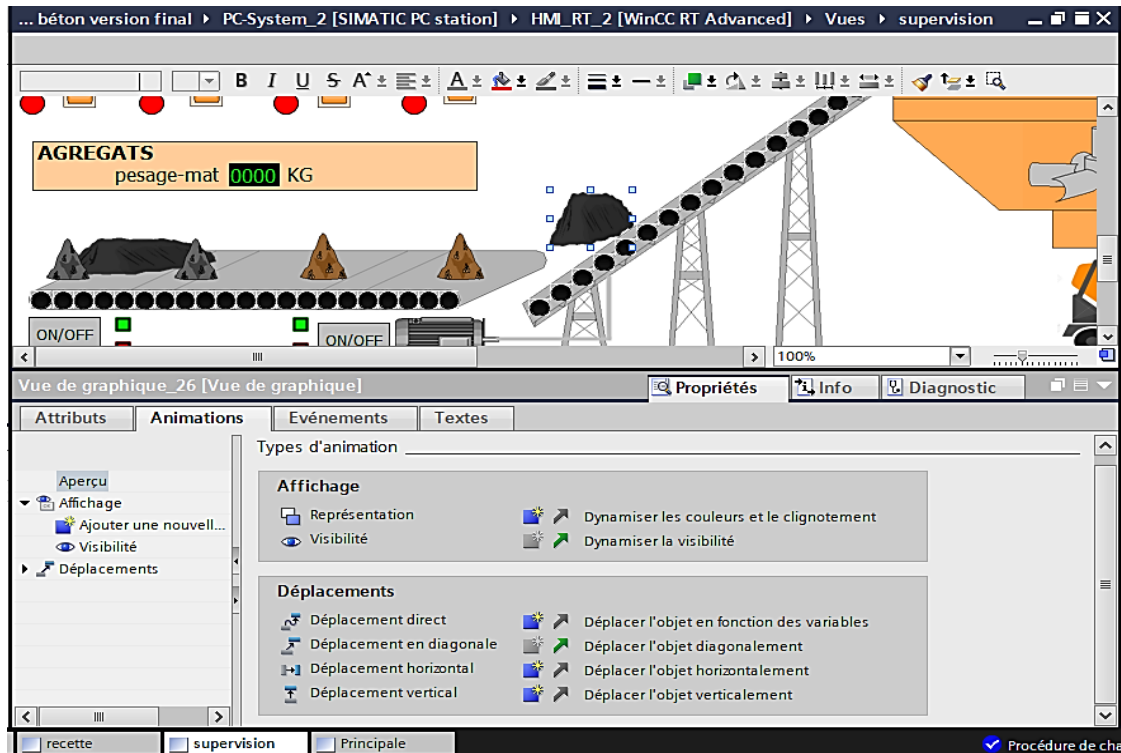 ... béton version final ▸ PC-System_2 [SIMATIC PC station] ▸ HMI_RT_2 [WinCC RT Advanced] ▸ Vues ▸ supervision
B I U S A A
AGREGATS
pesage-mat 0000 KG
ON/OFF
ON/OFF
100%
Vue de graphique_26 [Vue de graphique]
Propriétés Info Diagnostic
Attributs Animations Evénements Textes
Types d'animation
Aperçu
Affichage
Ajouter une nouvell...
Visibilité
Déplacements
Affichage
Représentation Dynamiser les couleurs et le clignotement
Visibilité Dynamiser la visibilité
Déplacements
Déplacement direct Déplacer l'objet en fonction des variables
Déplacement en diagonale Déplacer l'objet diagonalement
Déplacement horizontal Déplacer l'objet horizontalement
Déplacement vertical Déplacer l'objet verticalement
recette supervision Principale Procédure de cha